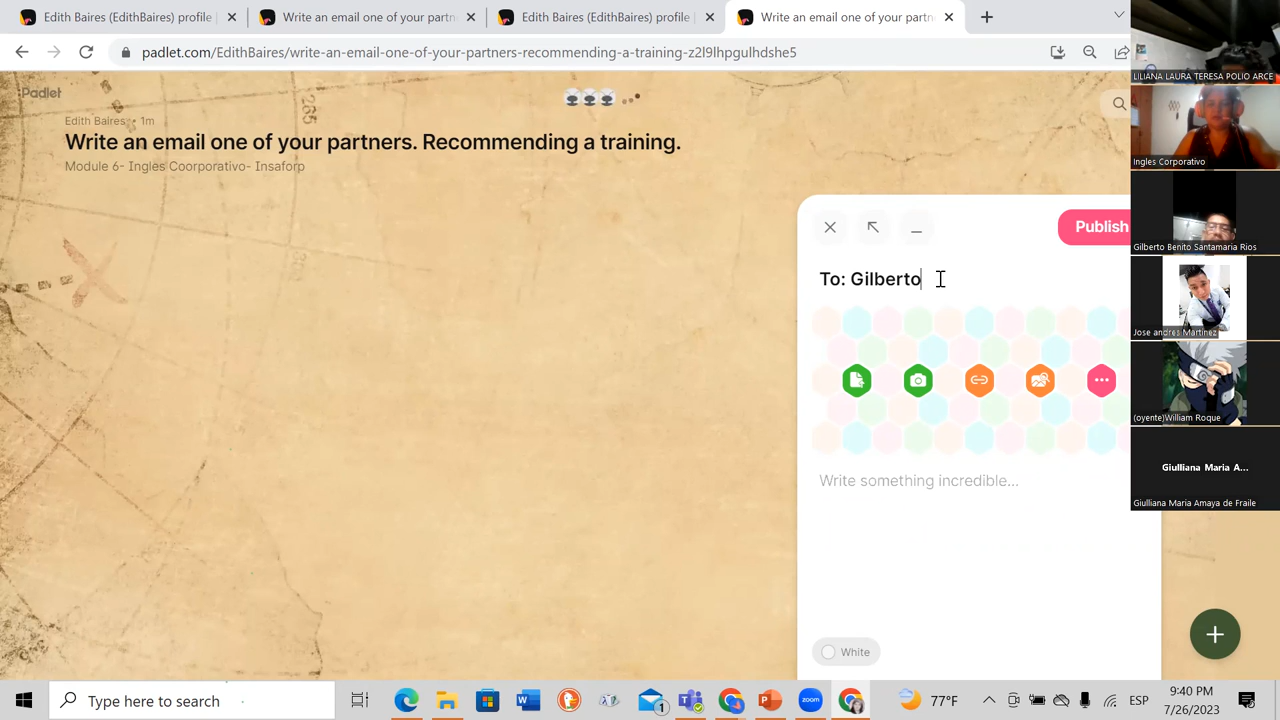 Edith Baires (EdithBaires) profile |
Write an email one of your partn
Edith Baires (EdithBaires) profile |
Write an email one of your partn
padlet.com/EdithBaires/write-an-email-one-of-your-partners-recommending-a-training-z2l9lhpgulhdshe5
:Padlet
Edith Baires • 1m
Write an email one of your partners. Recommending a training.
Module 6- Ingles Coorporativo- Insaforp
Publish
To: Gilberto
Write something incredible...
White
LILIANA LAURA TERESA POLIO ARCE
Ingles Corporativo
Gilberto Benito Santamaria Rios
Jose andres Martinez
(oyente)William Roque
Giulliana Maria A...
Giulliana Maria Amaya de Fraile
Type here to search
zoom
1
77°F
ESP
9:40 PM
7/26/2023